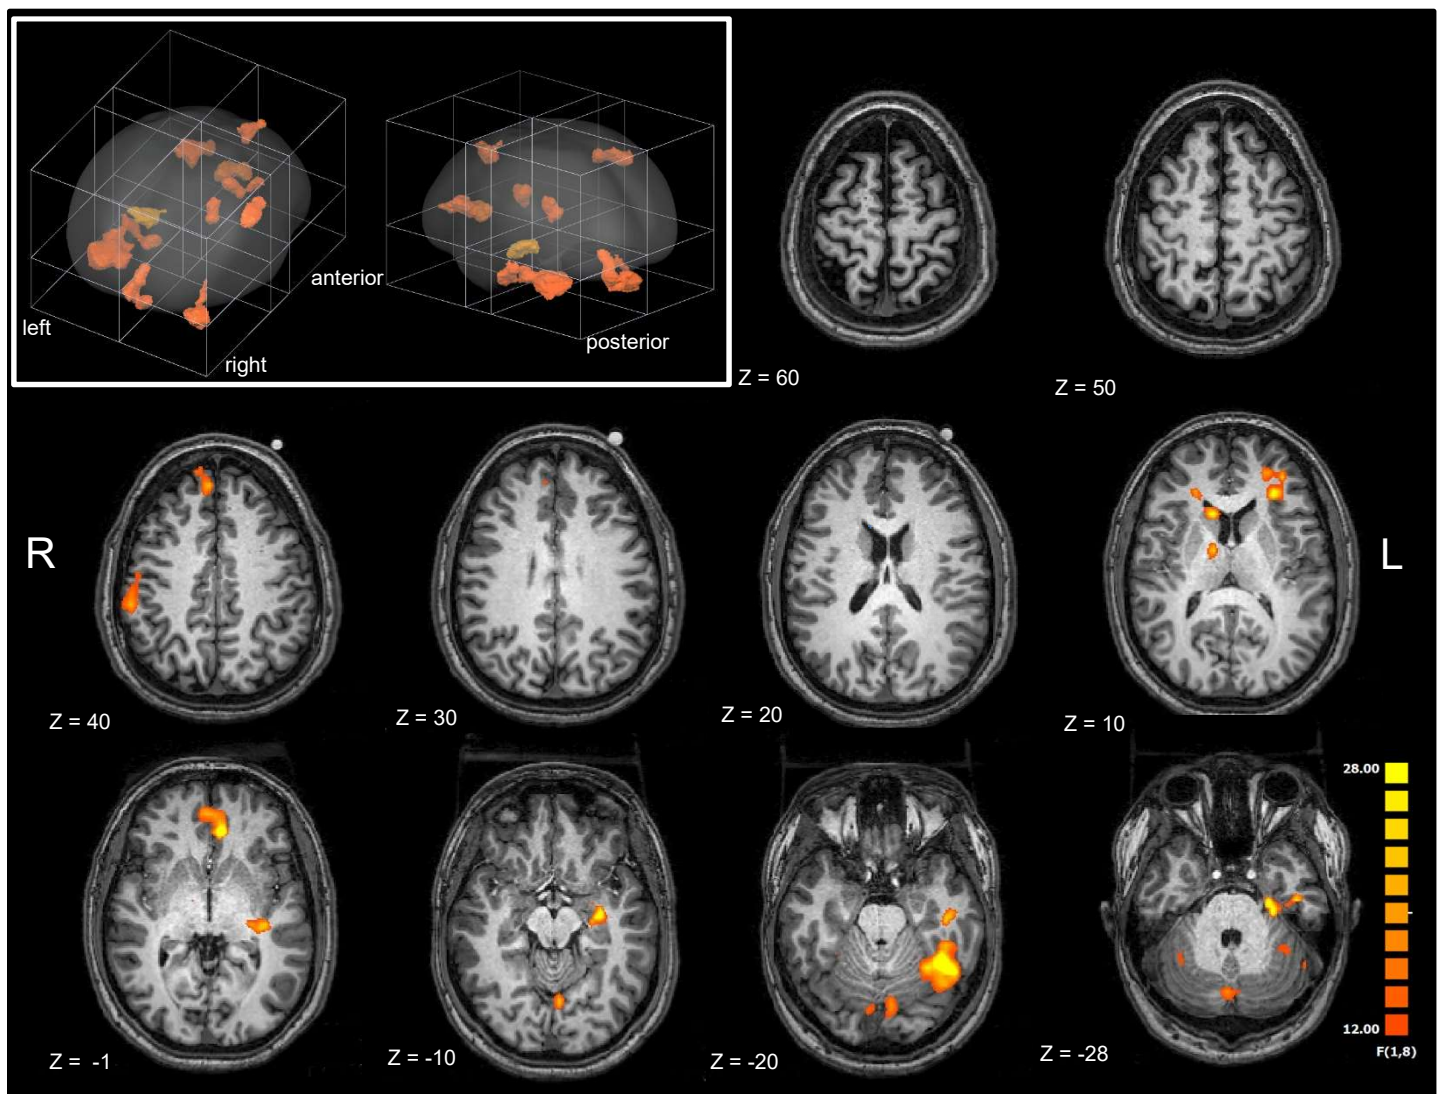 anterior
left
right
posterior
Z = 60
Z = 50
R
L
Z = 40
Z = 30
Z = 20
Z = 10
28.00
12.00
F(1,8)
Z = -1
Z = -10
Z = -20
Z = -28